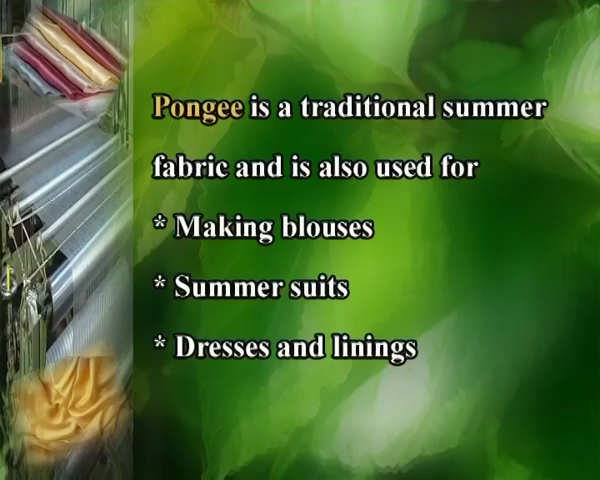 Pongee is a traditional summer
fabric and is also used for
* Making blouses
* Summer suits
* Dresses and linings